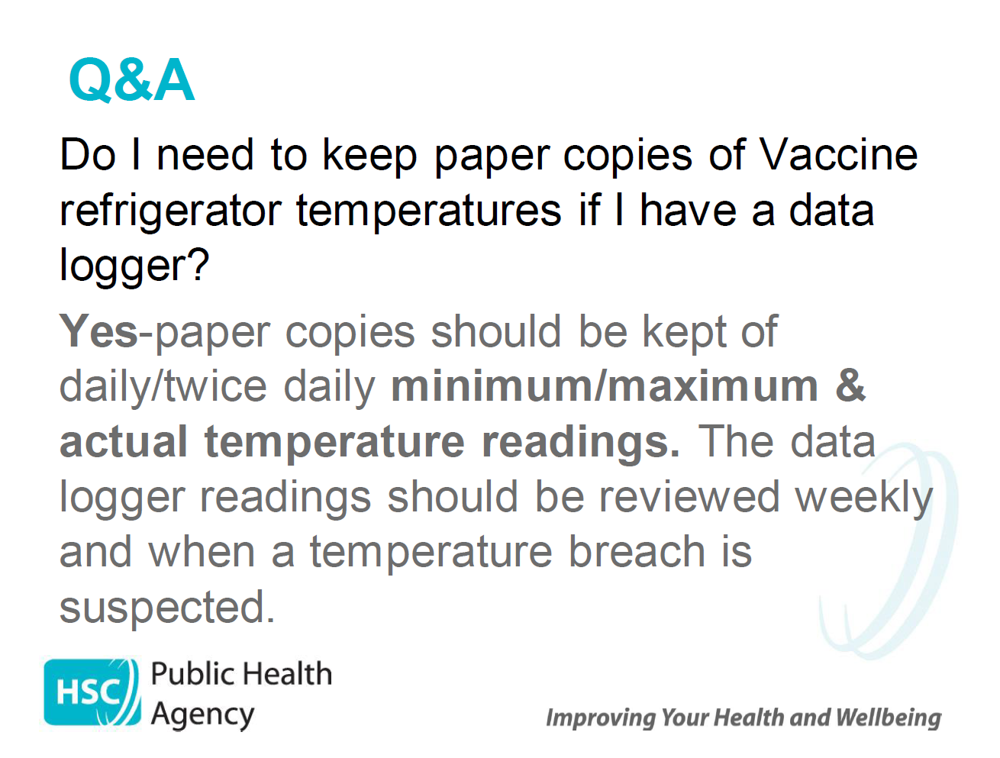 Q&A
Do I need to keep paper copies of Vaccine
refrigerator temperatures if I have a data
logger?
Yes-paper copies should be kept of
daily/twice daily minimum/maximum &
actual temperature readings. The data
logger readings should be reviewed weekly
and when a temperature breach is
suspected.
HSC Public Health
Agency
Improving Your Health and Wellbeing